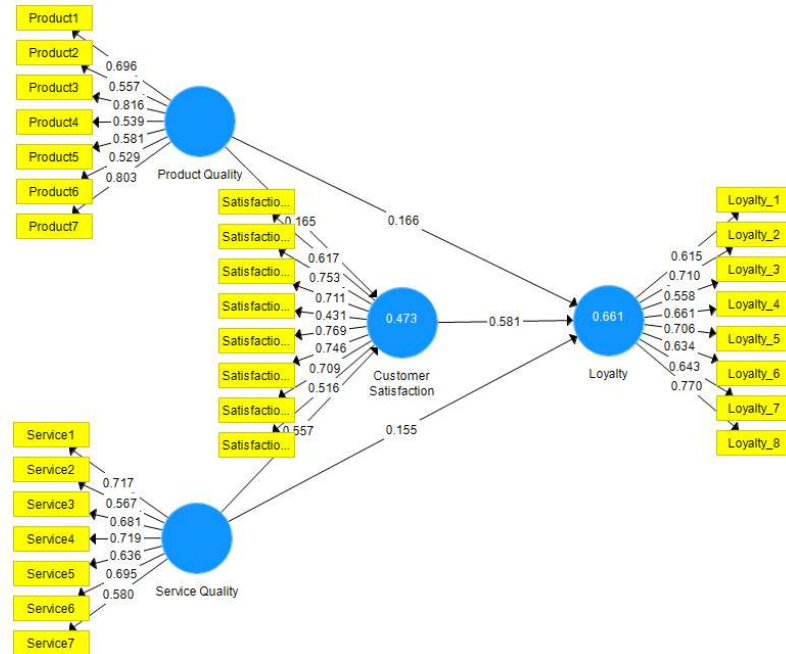 Product1
Product2
Product3
Product4
Product5
Product6
Product7
0.696
0.557
0.816
0.539
0.581
0.529
0.803
Product Quality
Satisfactio...
Satisfactio...
Satisfactio...
Satisfactio...
Satisfactio...
Satisfactio...
Satisfactio...
Satisfactio...
0.165
0.617
0.753
0.711
0.431
0.769
0.746
0.709
0.516
0.557
0.473
Customer
Satisfaction
0.166
0.581
0.155
0.661
Loyalty
0.615
0.710
0.558
0.661
0.706
0.634
0.643
0.770
Loyalty_1
Loyalty_2
Loyalty_3
Loyalty_4
Loyalty_5
Loyalty_6
Loyalty_7
Loyalty_8
Service1
Service2
Service3
Service4
Service5
Service6
Service7
0.717
0.567
0.681
0.719
0.636
0.695
0.580
Service Quality